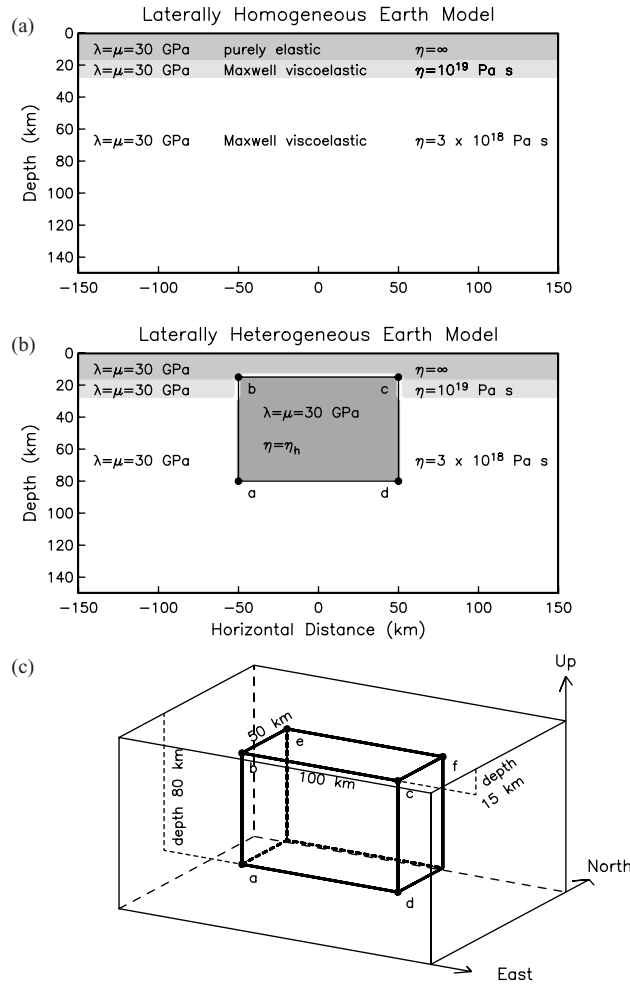 (a)
Laterally Homogeneous Earth Model
0
20
40
60
80
100
120
140
Depth (km)
λ=μ=30 GPa purely elastic η=∞
λ=μ=30 GPa Maxwell viscoelastic η=10¹⁹ Pa s
λ=μ=30 GPa Maxwell viscoelastic η=3 x 10¹⁸ Pa s
−150 −100 −50 0 50 100 150
(b)
Laterally Heterogeneous Earth Model
0
20
40
60
80
100
120
140
Depth (km)
λ=μ=30 GPa η=∞
λ=μ=30 GPa b c η=10¹⁹ Pa s
λ=μ=30 GPa
η=ηₕ
λ=μ=30 GPa η=3 x 10¹⁸ Pa s
a d
−150 −100 −50 0 50 100 150
Horizontal Distance (km)
(c)
Up
50 km
e
f
b
100 km
c
depth
15 km
depth 80 km
a
d
North
East